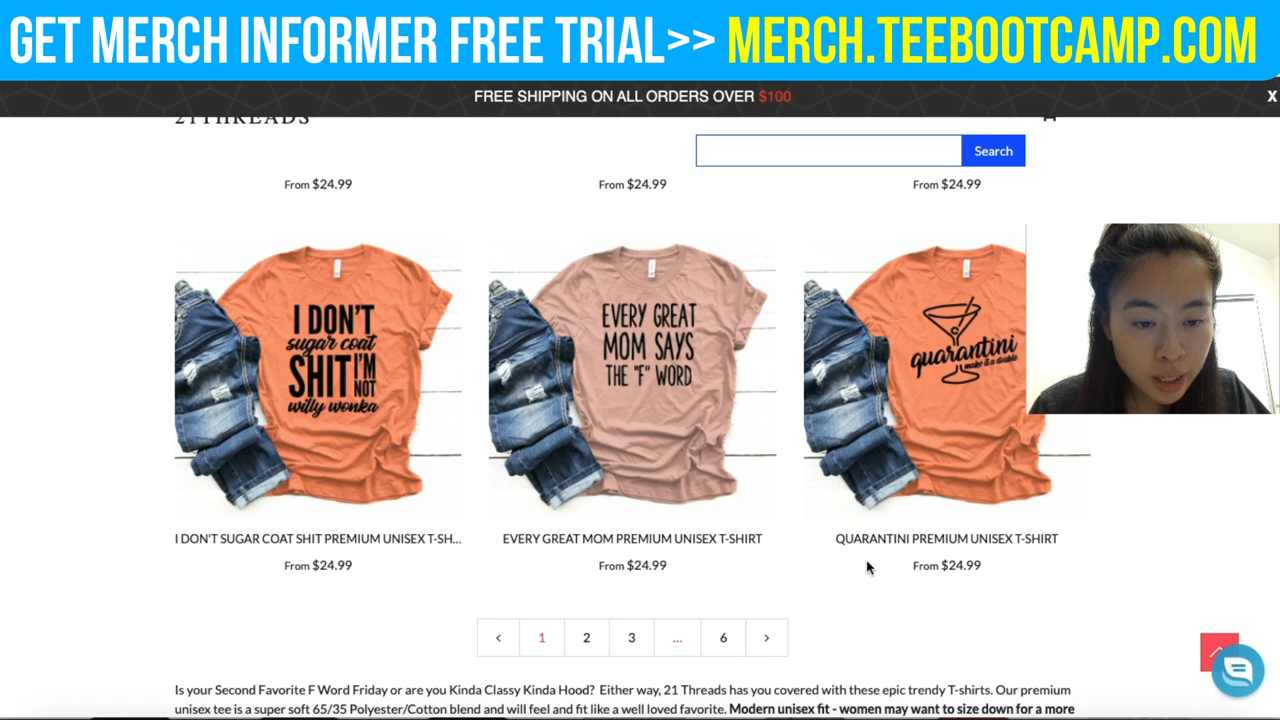 GET MERCH INFORMER FREE TRIAL>> MERCH.TEEBOOTCAMP.COM
FREE SHIPPING ON ALL ORDERS OVER $100 X
21THREADS
Search
From $24.99 From $24.99 From $24.99
I DON'T
sugar coat
SHIT I'M NOT
willy wonka
EVERY GREAT
MOM SAYS
THE "F" WORD
quarantini
make it a double
I DON'T SUGAR COAT SHIT PREMIUM UNISEX T-SH... EVERY GREAT MOM PREMIUM UNISEX T-SHIRT QUARANTINI PREMIUM UNISEX T-SHIRT
From $24.99 From $24.99 From $24.99
< 1 2 3 ... 6 >
Is your Second Favorite F Word Friday or are you Kinda Classy Kinda Hood? Either way, 21 Threads has you covered with these epic trendy T-shirts. Our premium
unisex tee is a super soft 65/35 Polyester/Cotton blend and will feel and fit like a well loved favorite. Modern unisex fit - women may want to size down for a more